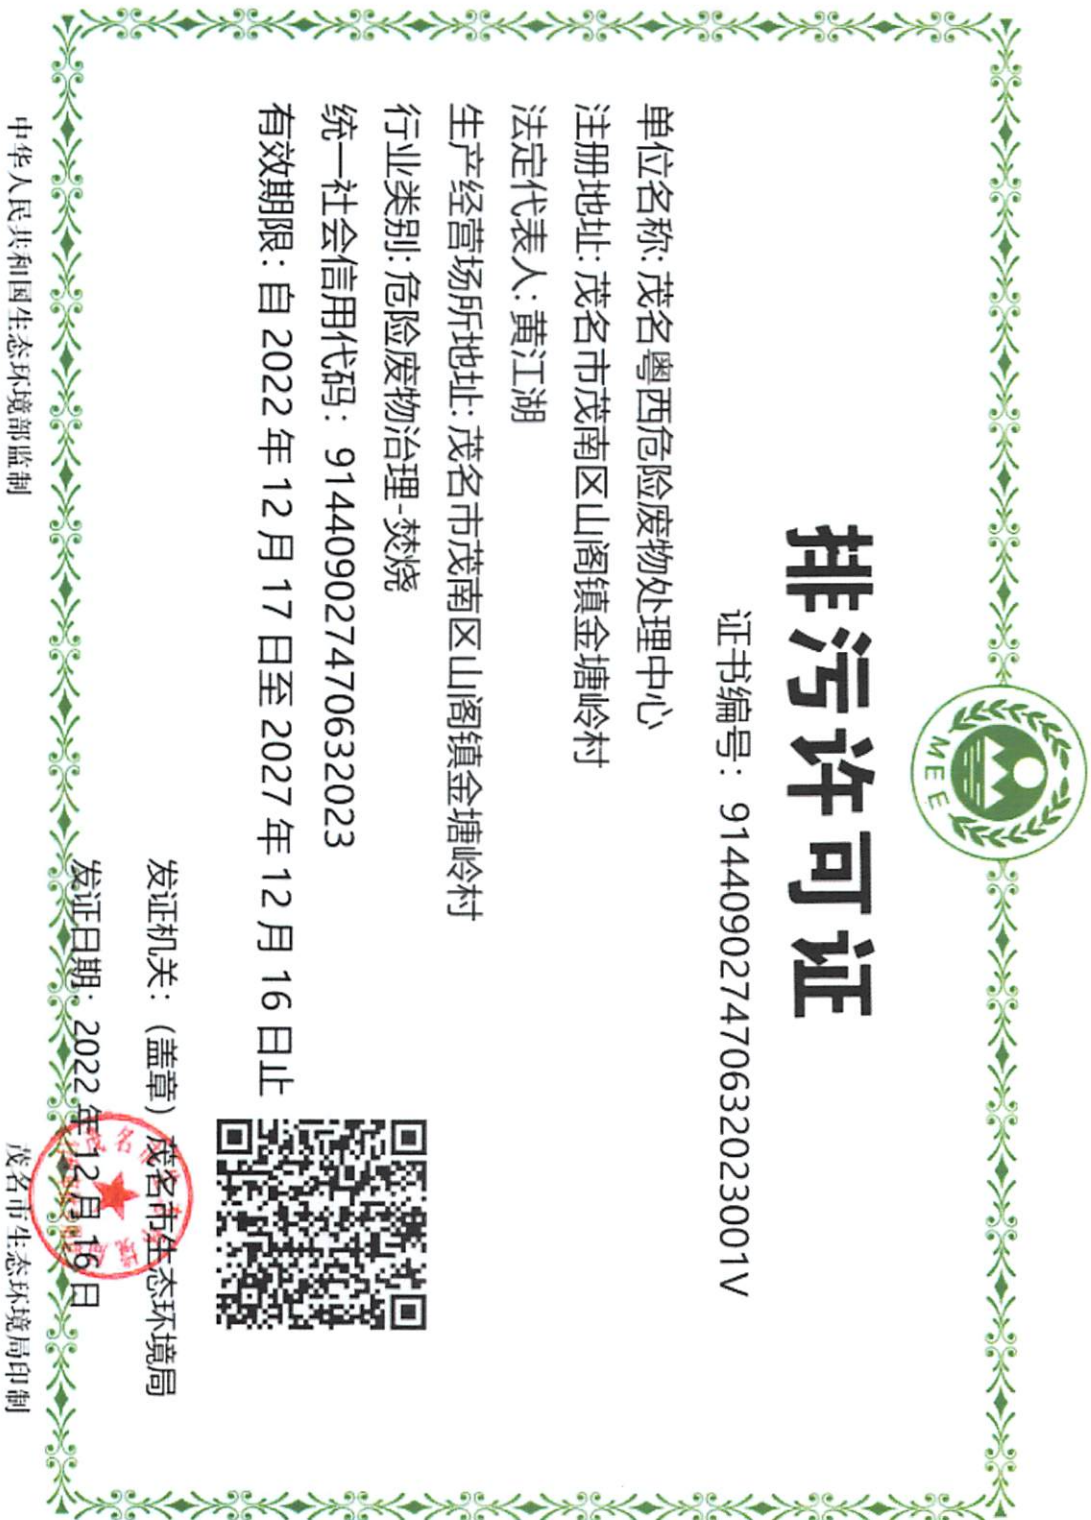 MEE
排污许可证
证书编号：91440902747063202 3001V
单位名称:茂名粤西危险废物处理中心
注册地址:茂名市茂南区山阁镇金塘岭村
法定代表人:黄江湖
生产经营场所地址:茂名市茂南区山阁镇金塘岭村
行业类别:危险废物治理-焚烧
统一社会信用代码：914409027470632023
有效期限：自2022年12月17日至2027年12月16日止
发证机关：（盖章）茂名市生态环境局
发证日期：2022年12月16日
中华人民共和国生态环境部监制
茂名市生态环境局印制